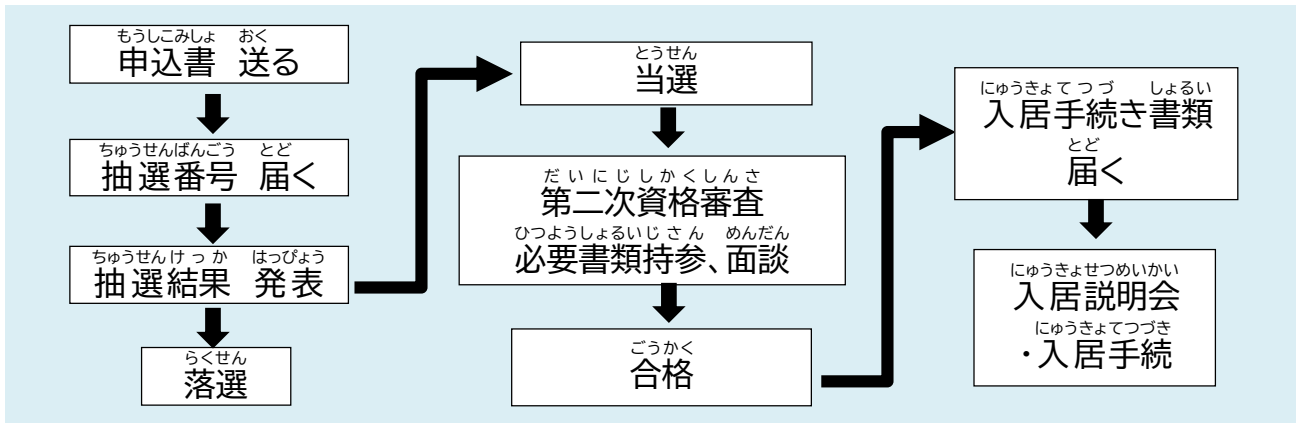 もうしこみしょ おく
申込書 送る
ちゅうせんばんごう とど
抽選番号 届く
ちゅうせんけっか はっぴょう
抽選結果 発表
らくせん
落選
とうせん
当選
だいにじしかくしんさ
第二次資格審査
ひつようしょるいじさん めんだん
必要書類持参、面談
ごうかく
合格
にゅうきょてつづ しょるい
入居手続き書類
とど
届く
にゅうきょせつめいかい
入居説明会
にゅうきょてつづき
・入居手続